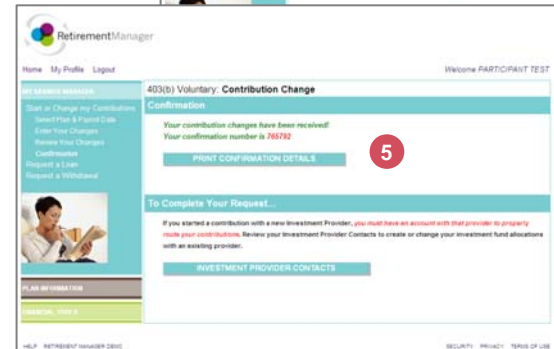 RetirementManager
Home My Profile Logout
Welcome PARTICIPANT TEST
MY SAVINGS MANAGER
Start or Change my Contributions
Select Plan & Payroll Date
Enter Your Changes
Review Your Changes
Confirmation
Request a Loan
Request a Withdrawal
PLAN INFORMATION
FINANCIAL TOOLS
403(b) Voluntary: Contribution Change
Confirmation
Your contribution changes have been received!
Your confirmation number is 765792
PRINT CONFIRMATION DETAILS
5
To Complete Your Request...
If you started a contribution with a new Investment Provider, you must have an account with that provider to properly
route your contributions. Review your Investment Provider Contacts to create or change your investment fund allocations
with an existing provider.
INVESTMENT PROVIDER CONTACTS
HELP RETIREMENT MANAGER DEMO
SECURITY PRIVACY TERMS OF USE